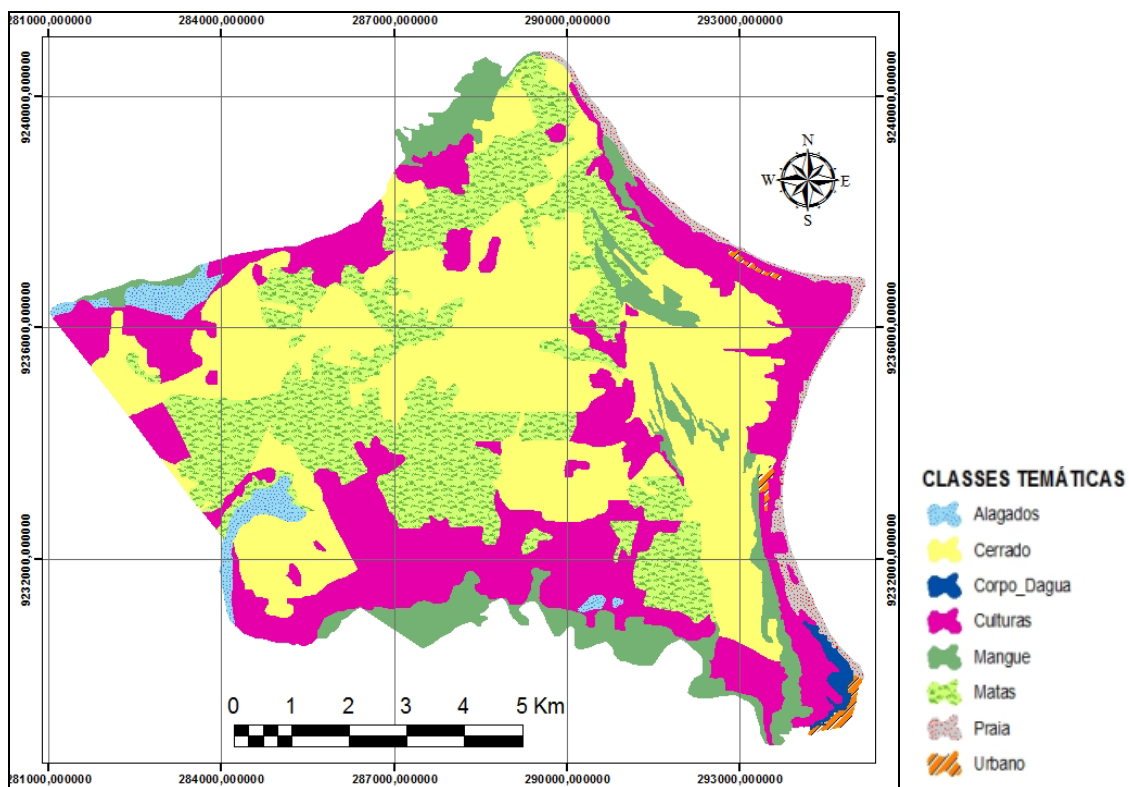 281000,000000 284000,000000 287000,000000 290000,000000 293000,000000
9240000,000000 9240000,000000
N
W E
S
9236000,000000 9236000,000000
9232000,000000 9232000,000000
0 1 2 3 4 5 Km
281000,000000 284000,000000 287000,000000 290000,000000 293000,000000
CLASSES TEMÁTICAS
Alagados
Cerrado
Corpo_Dagua
Culturas
Mangue
Matas
Praia
Urbano